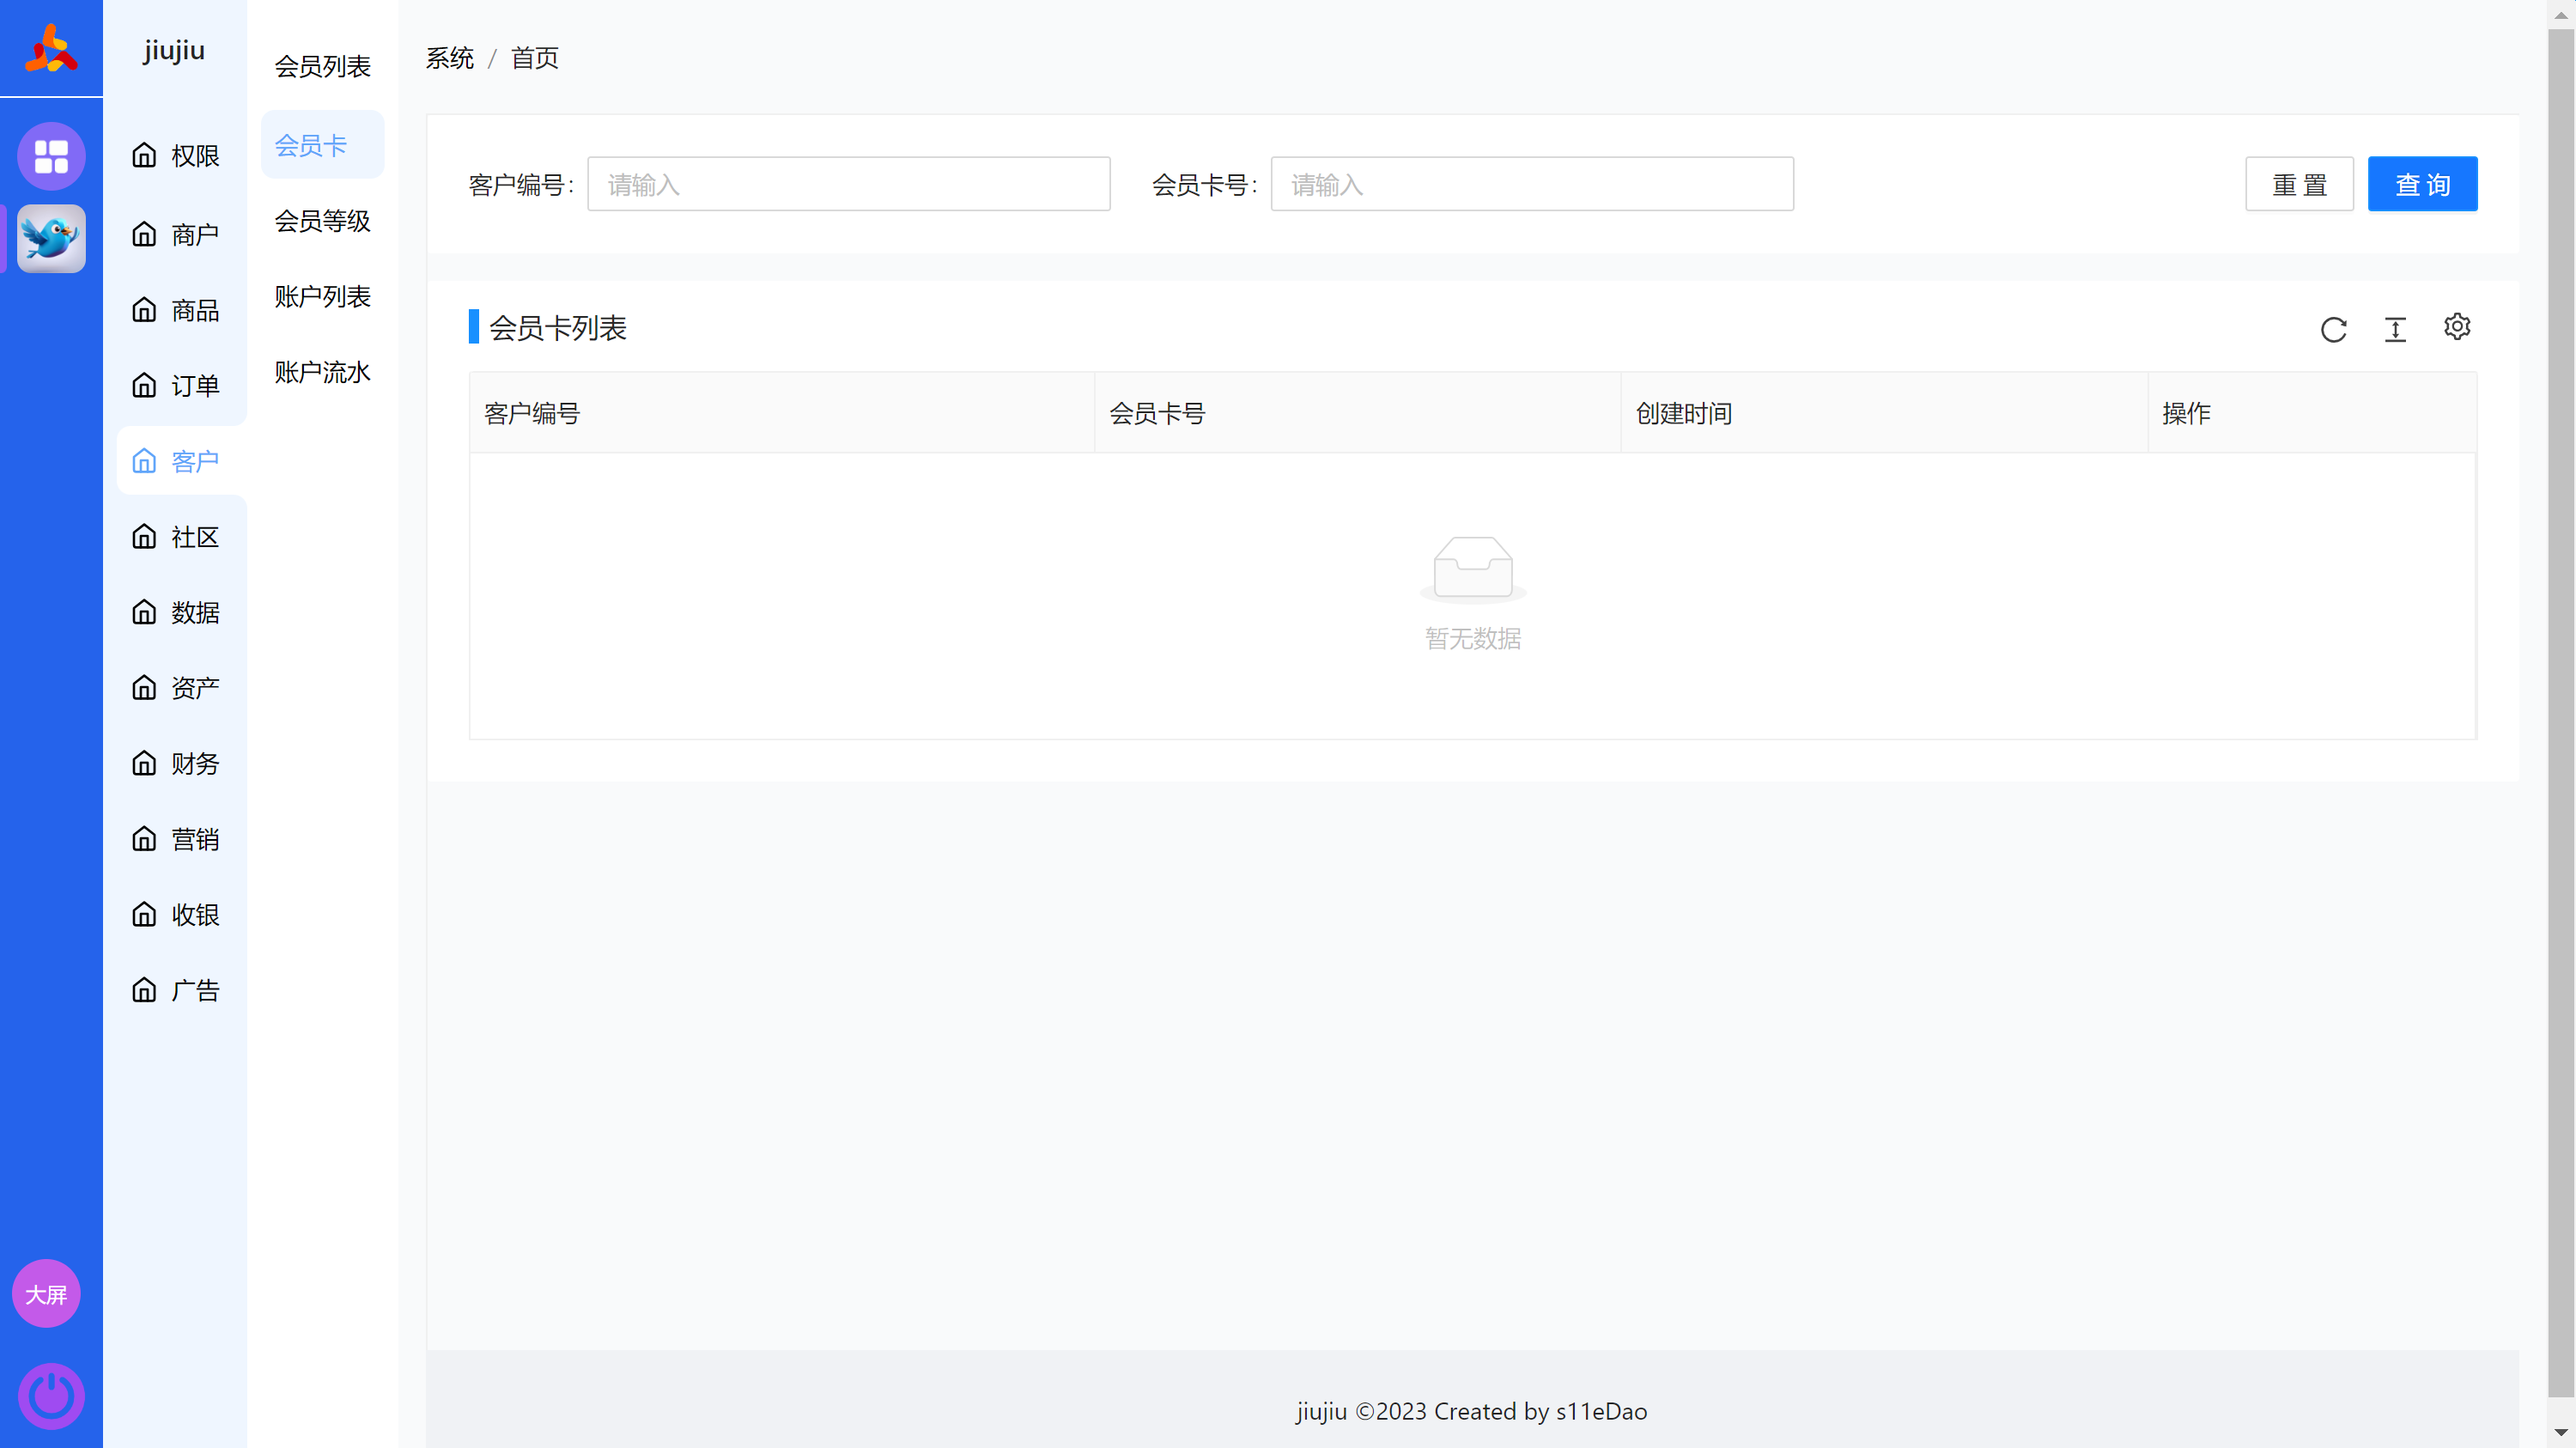 jiujiu
权限
商户
商品
订单
客户
社区
数据
资产
财务
营销
收银
广告
大屏
会员列表
会员卡
会员等级
账户列表
账户流水
系统 / 首页
客户编号: 请输入 会员卡号: 请输入 重 置 查 询
会员卡列表
客户编号 会员卡号 创建时间 操作
暂无数据
jiujiu ©2023 Created by s11eDao